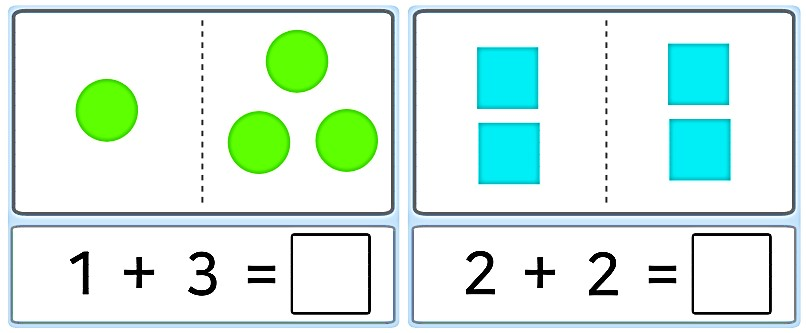 1 + 3 =
2 + 2 =